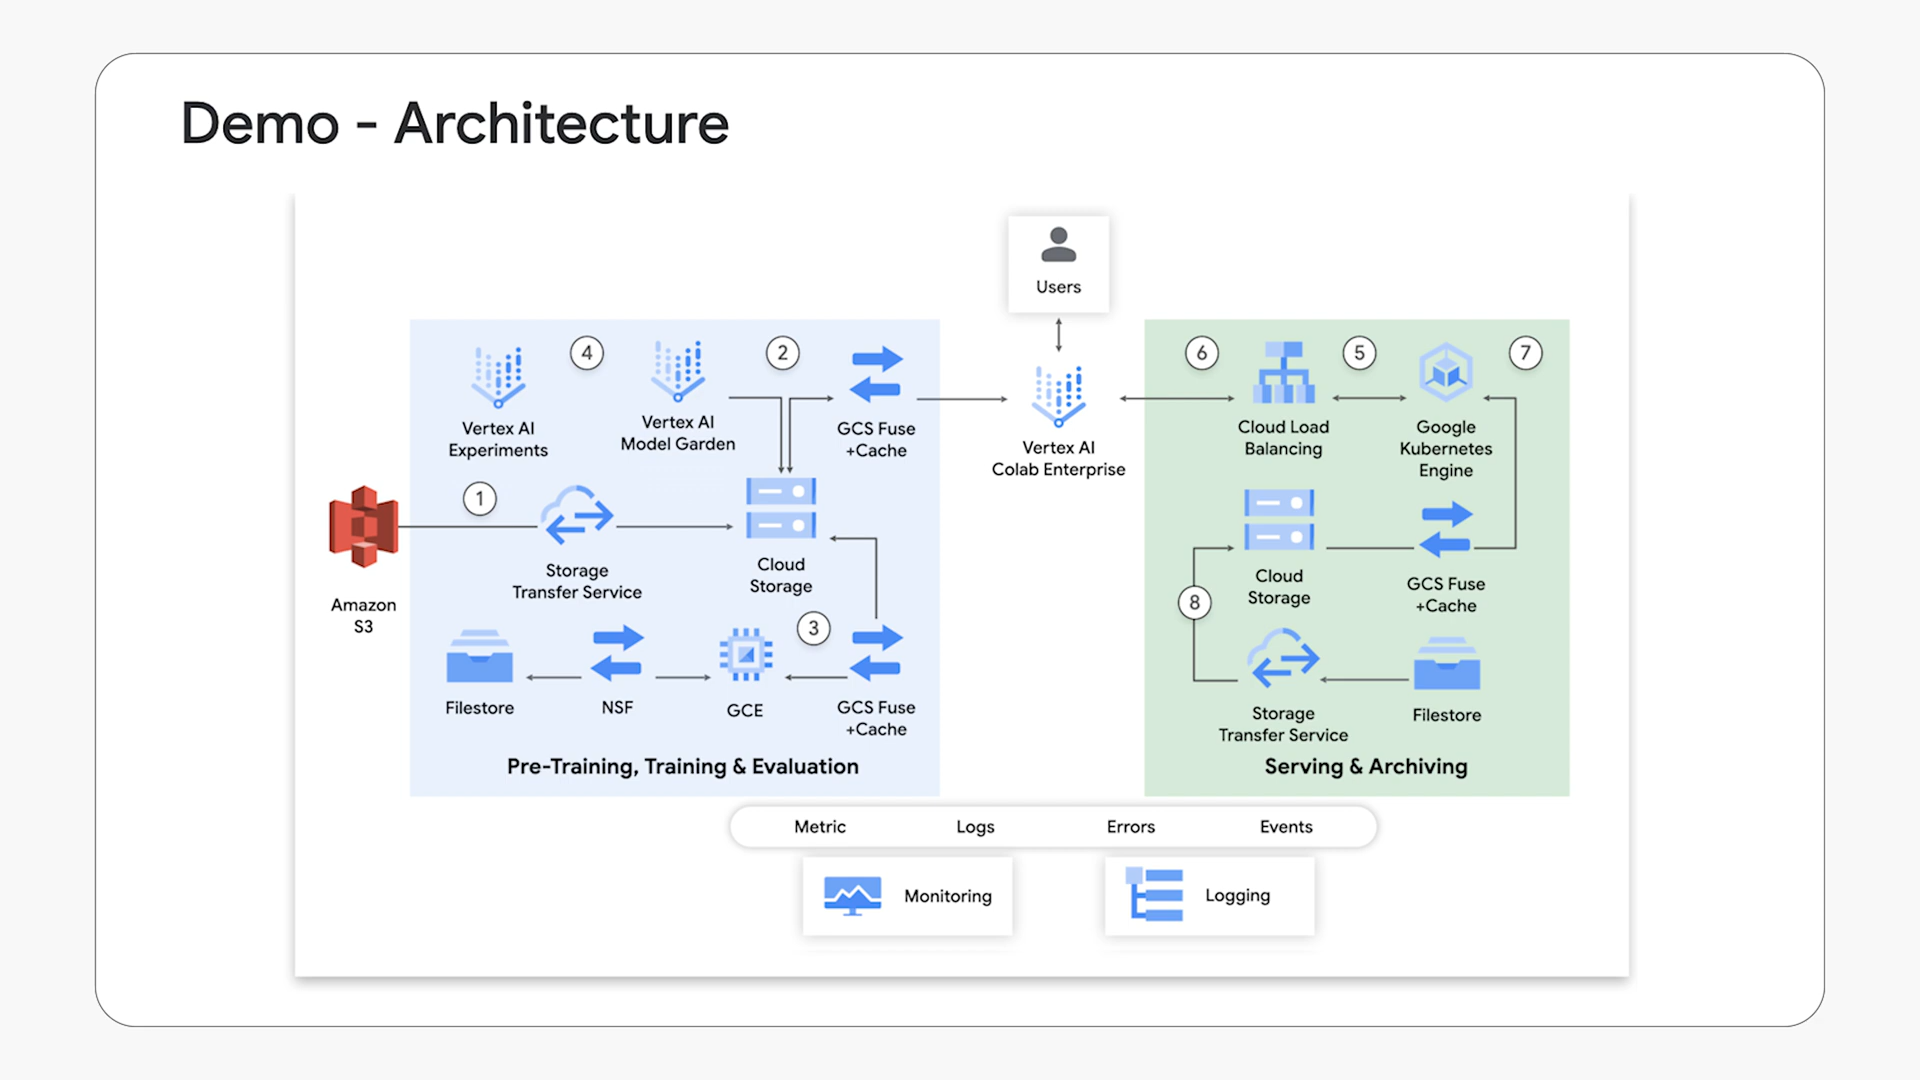 Demo - Architecture
Users
4
2
Vertex AI
Experiments
Vertex AI
Model Garden
GCS Fuse
+Cache
1
Storage
Transfer Service
Cloud
Storage
Amazon
S3
3
Filestore
NSF
GCE
GCS Fuse
+Cache
Pre-Training, Training & Evaluation
Vertex AI
Colab Enterprise
6
5
7
Cloud Load
Balancing
Google
Kubernetes
Engine
Cloud
Storage
GCS Fuse
+Cache
8
Storage
Transfer Service
Filestore
Serving & Archiving
Metric
Logs
Errors
Events
Monitoring
Logging